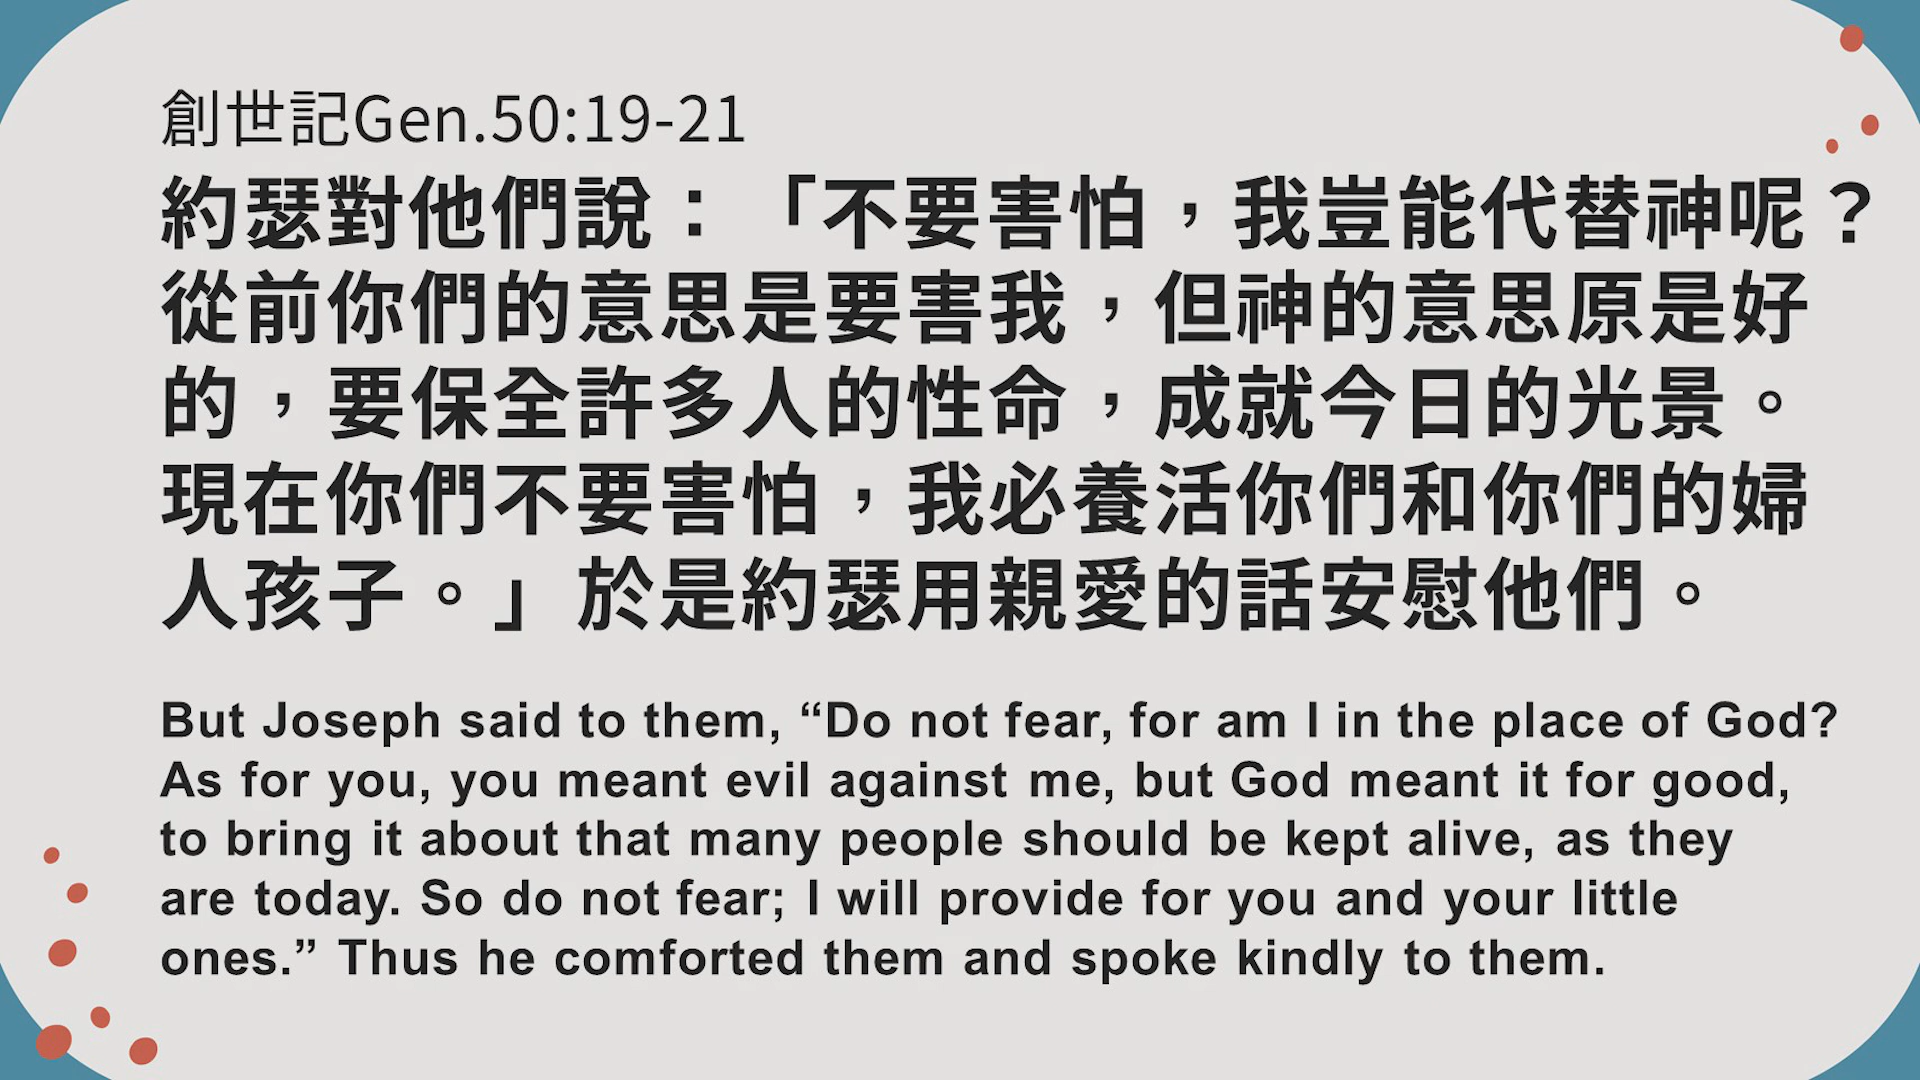 創世記Gen.50:19-21
約瑟對他們說：「不要害怕，我豈能代替神呢？
從前你們的意思是要害我，但神的意思原是好
的，要保全許多人的性命，成就今日的光景。
現在你們不要害怕，我必養活你們和你們的婦
人孩子。」於是約瑟用親愛的話安慰他們。
But Joseph said to them, “Do not fear, for am I in the place of God?
As for you, you meant evil against me, but God meant it for good,
to bring it about that many people should be kept alive, as they
are today. So do not fear; I will provide for you and your little
ones.” Thus he comforted them and spoke kindly to them.